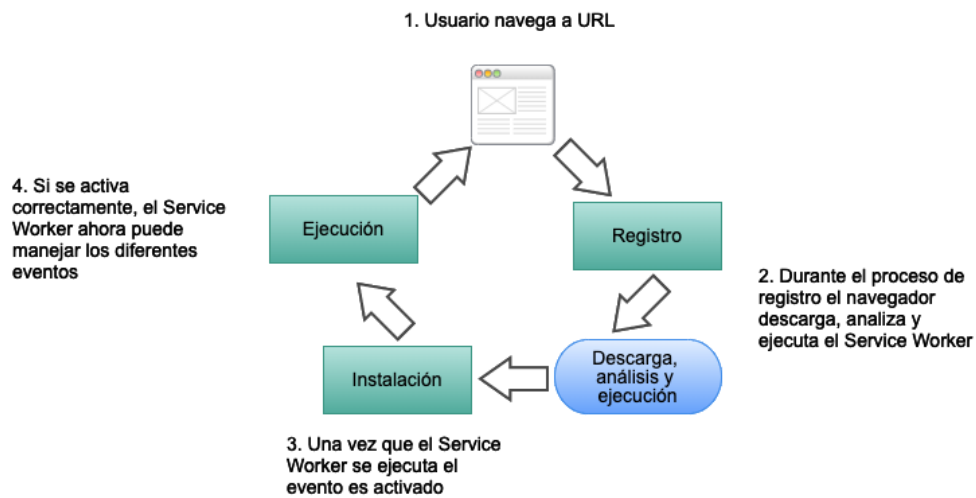 1. Usuario navega a URL
4. Si se activa
correctamente, el Service
Worker ahora puede
manejar los diferentes
eventos
Ejecución
Registro
2. Durante el proceso de
registro el navegador
descarga, analiza y
ejecuta el Service Worker
Instalación
Descarga,
análisis y
ejecución
3. Una vez que el Service
Worker se ejecuta el
evento es activado